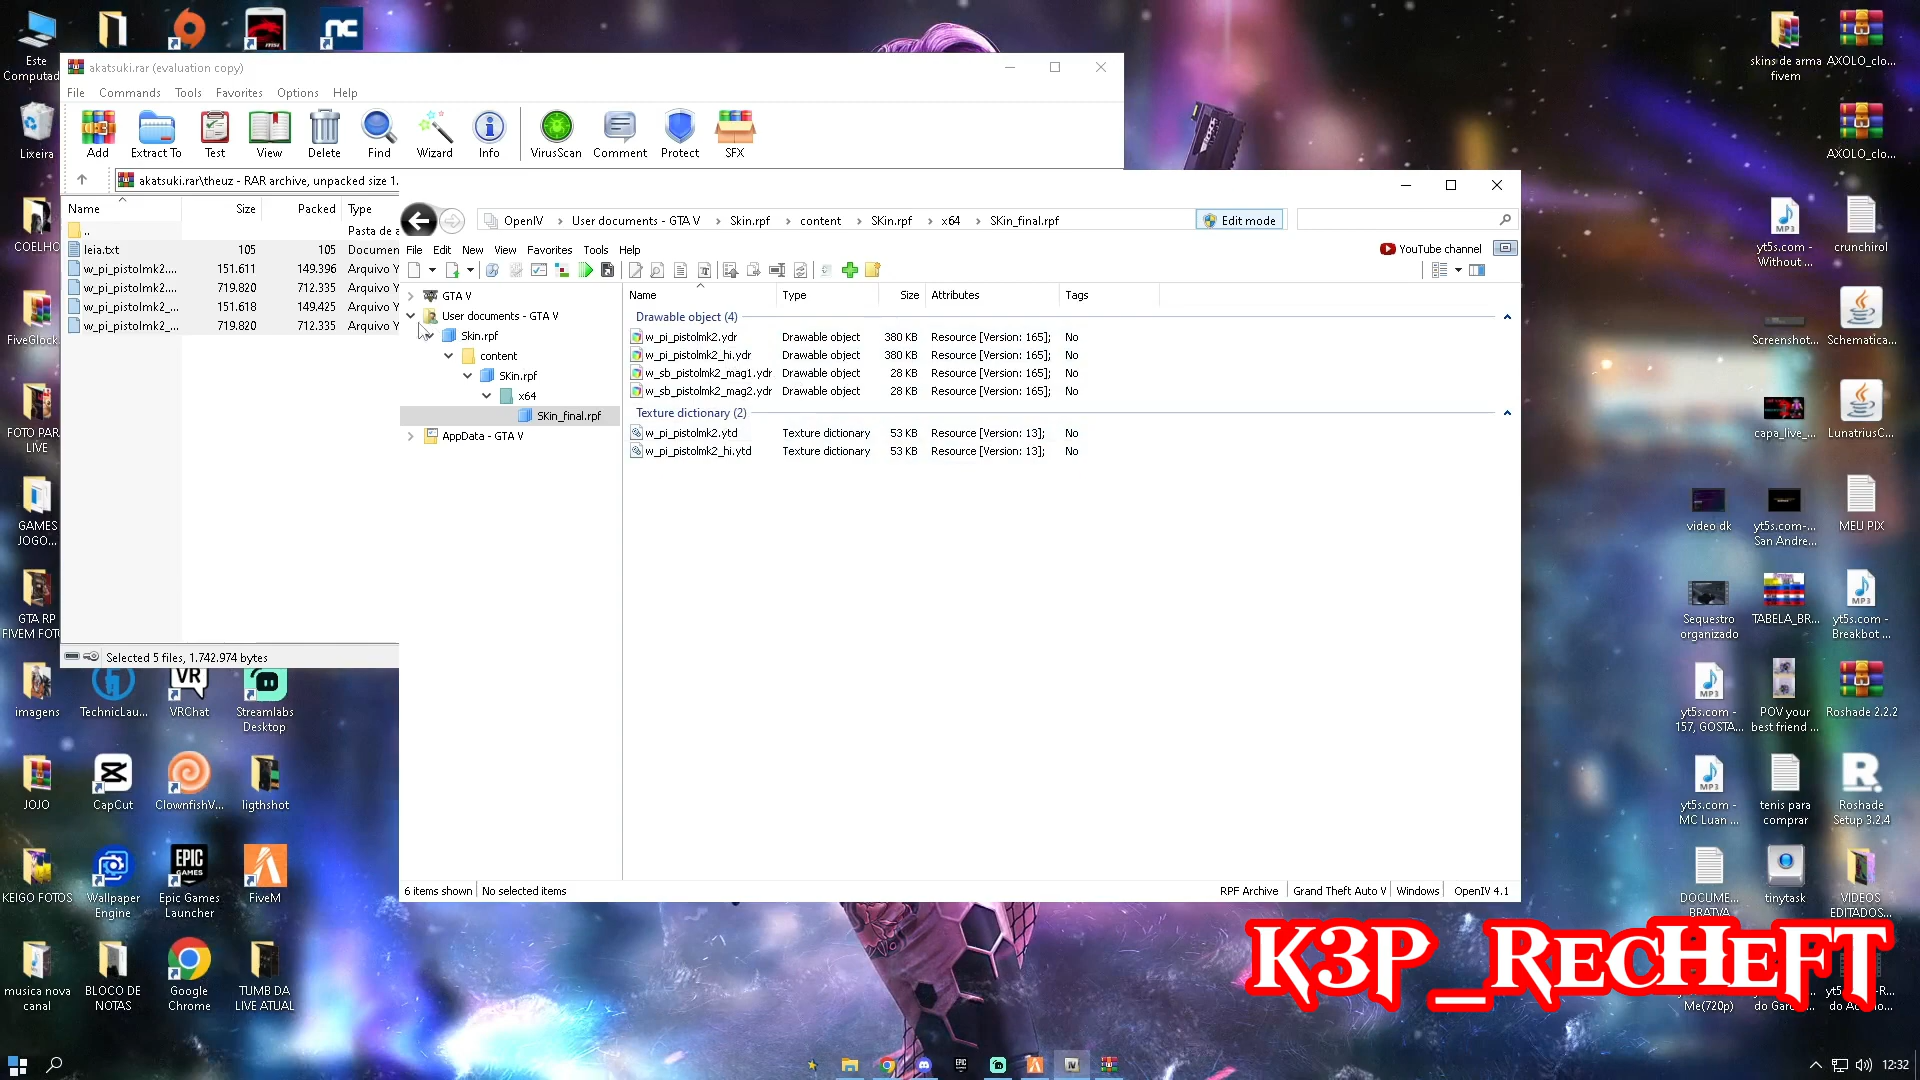 Este
Computad
Lixeira
COELHO
FiveGlock.
FOTO PAR
LIVE
GAMES
JOGO...
GTA RP
FIVEM FOT
imagens
TechnicLau...
VRChat
Streamlabs
Desktop
JOJO
CapCut
ClownfishV...
ligthshot
KEIGO FOTOS
Wallpaper
Engine
Epic Games
Launcher
FiveM
musica nova
canal
BLOCO DE
NOTAS
Google
Chrome
TUMB DA
LIVE ATUAL
akatsuki.rar (evaluation copy)
File Commands Tools Favorites Options Help
Add Extract To Test View Delete Find Wizard Info VirusScan Comment Protect SFX
akatsuki.rar\theuz - RAR archive, unpacked size 1.
Name Size Packed Type
.. Pasta de a
leia.txt 105 105 Documen
w_pi_pistolmk2.... 151.611 149.396 Arquivo Y
w_pi_pistolmk2.... 719.820 712.335 Arquivo Y
w_pi_pistolmk2_... 151.618 149.425 Arquivo Y
w_pi_pistolmk2_... 719.820 712.335 Arquivo Y
Selected 5 files, 1.742.974 bytes
OpenIV User documents - GTA V Skin.rpf content SKin.rpf x64 SKin_final.rpf Edit mode
File Edit New View Favorites Tools Help YouTube channel
GTA V
User documents - GTA V
Skin.rpf
content
SKin.rpf
x64
SKin_final.rpf
AppData - GTA V
Name Type Size Attributes Tags
Drawable object (4)
w_pi_pistolmk2.ydr Drawable object 380 KB Resource [Version: 165]; No
w_pi_pistolmk2_hi.ydr Drawable object 380 KB Resource [Version: 165]; No
w_sb_pistolmk2_mag1.ydr Drawable object 28 KB Resource [Version: 165]; No
w_sb_pistolmk2_mag2.ydr Drawable object 28 KB Resource [Version: 165]; No
Texture dictionary (2)
w_pi_pistolmk2.ytd Texture dictionary 53 KB Resource [Version: 13]; No
w_pi_pistolmk2_hi.ytd Texture dictionary 53 KB Resource [Version: 13]; No
6 items shown No selected items RPF Archive Grand Theft Auto V Windows OpenIV 4.1
skins de arma
fivem
AXOLO_clo...
AXOLO_clo...
yt5s.com -
Without ...
crunchirol
Screenshot...
Schematica...
capa_live_...
LunatriusC...
video dk
yt5s.com-...
San Andre...
MEU PIX
Sequestro
organizado
TABELA_BR...
yt5s.com -
Breakbot ...
yt5s.com -
157, GOSTA...
POV your
best friend ...
Roshade 2.2.2
yt5s.com -
MC Luan ...
tenis para
comprar
Roshade
Setup 3.2.4
DOCUME...
BRATVA
tinytask
VIDEOS
EDITADOS...
K3P_RecHeft
Me(720p)
12:32